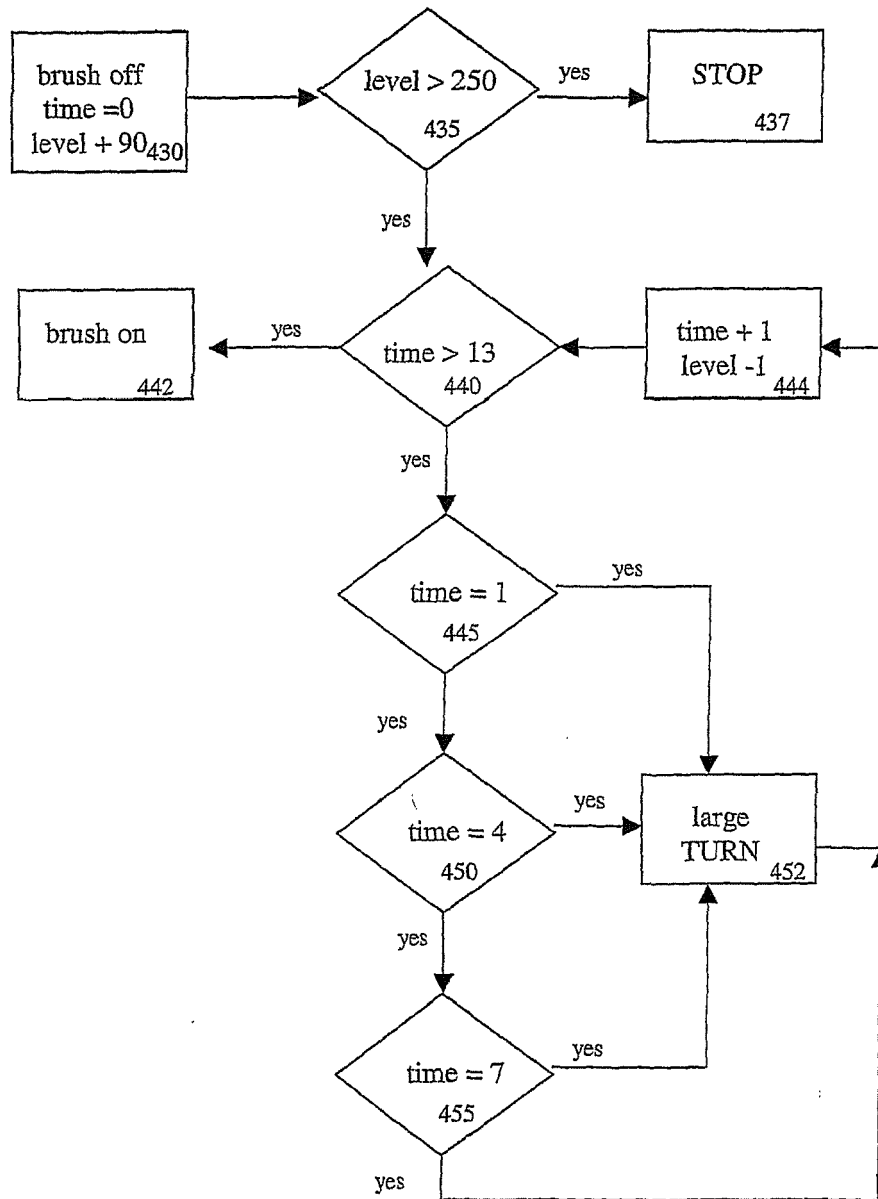 brush off
time =0
level + 90 430
level > 250
435
yes
STOP
437
yes
brush on
442
yes
time > 13
440
time + 1
level -1
444
yes
time = 1
445
yes
yes
time = 4
450
yes
large
TURN
452
yes
time = 7
455
yes
yes